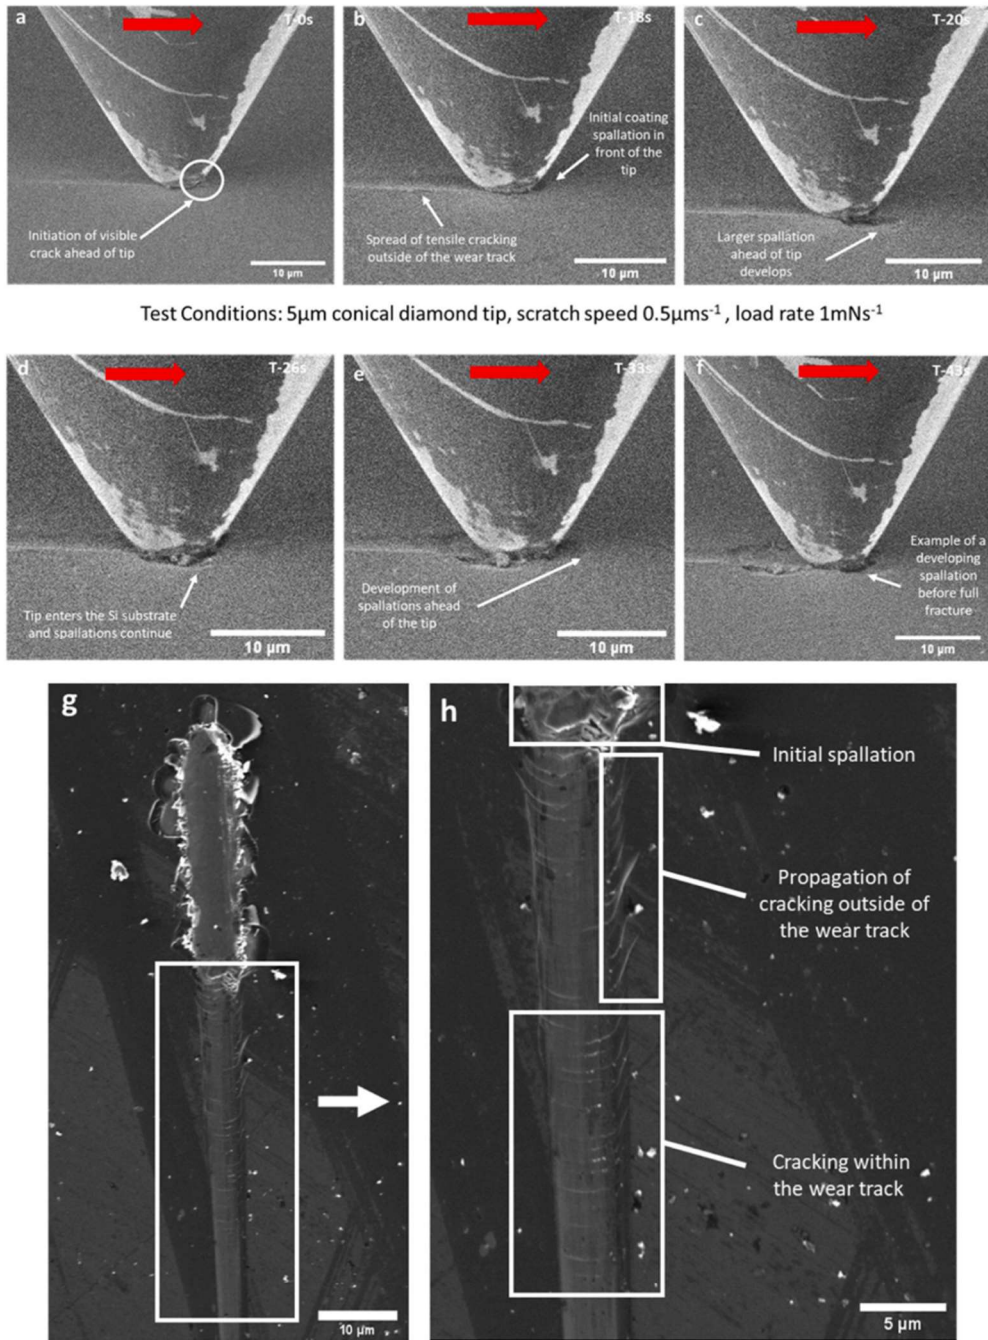 a
T-0s
Initiation of visible
crack ahead of tip
10 μm
b
T-18s
Initial coating
spallation in
front of the
tip
Spread of tensile cracking
outside of the wear track
10 μm
c
T-20s
Larger spallation
ahead of tip
develops
10 μm
Test Conditions: 5μm conical diamond tip, scratch speed 0.5μms⁻¹ , load rate 1mNs⁻¹
d
T-26s
Tip enters the Si substrate
and spallations continue
10 μm
e
T-33s
Development of
spallations ahead
of the tip
10 μm
f
T-43s
Example of a
developing
spallation
before full
fracture
10 μm
g
10 μm
h
Initial spallation
Propagation of
cracking outside of
the wear track
Cracking within
the wear track
5 μm